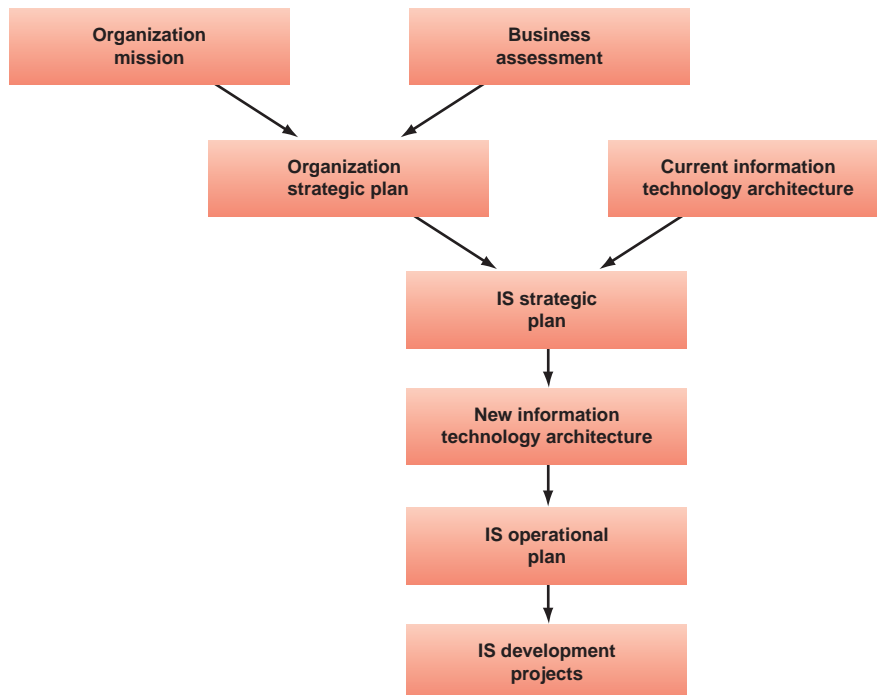 Organization
mission
Business
assessment
Organization
strategic plan
Current information
technology architecture
IS strategic
plan
New information
technology architecture
IS operational
plan
IS development
projects